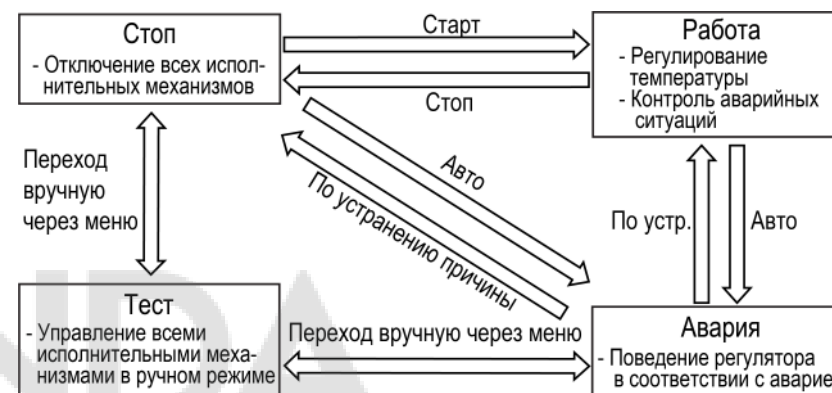 Стоп
- Отключение всех испол-
нительных механизмов
Старт
Стоп
Работа
- Регулирование
температуры
- Контроль аварийных
ситуаций
Переход
вручную
через меню
Авто
По устранению причины
По устр.
Авто
Тест
- Управление всеми
исполнительными меха-
низмами в ручном режиме
Переход вручную через меню
Авария
- Поведение регулятора
в соответствии с аварие